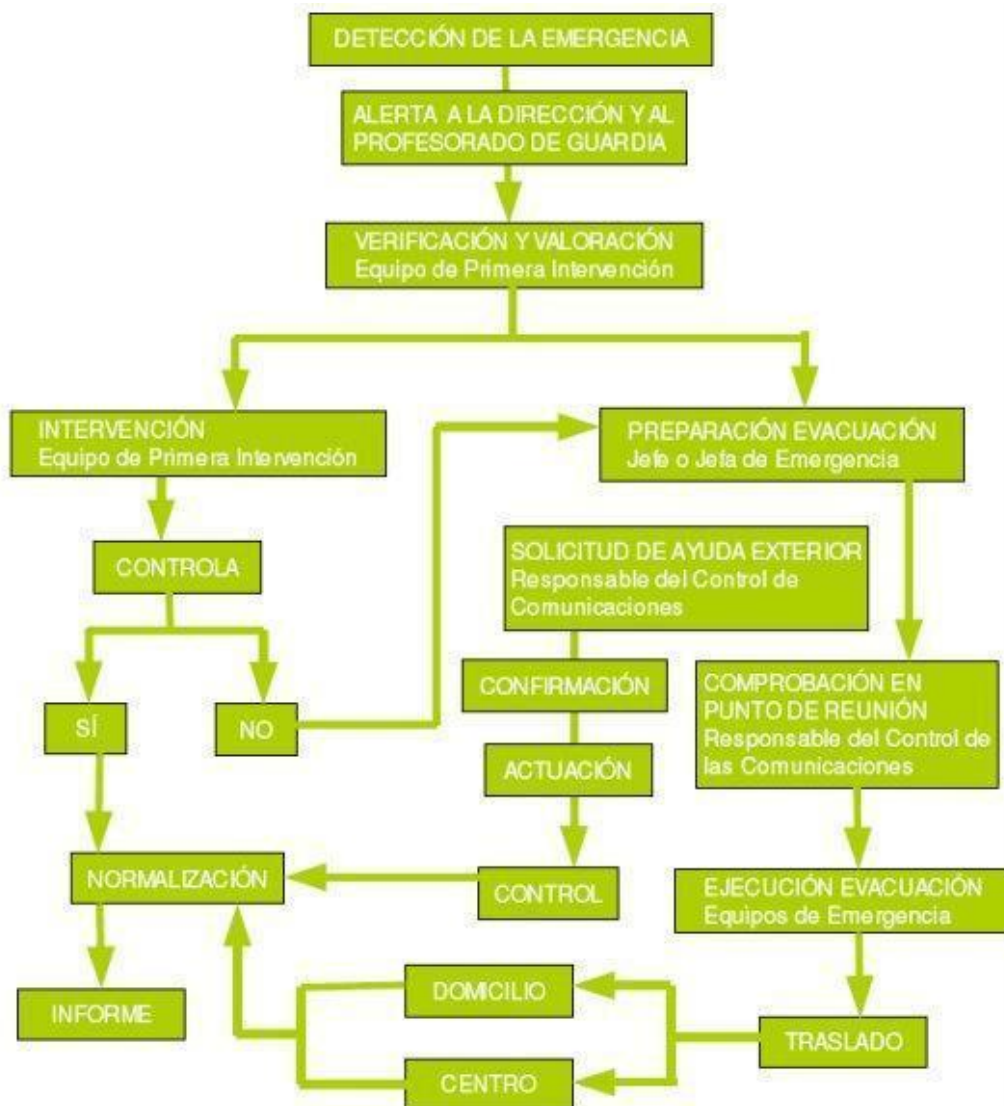 DETECCIÓN DE LA EMERGENCIA
ALERTA A LA DIRECCIÓN Y AL
PROFESORADO DE GUARDIA
VERIFICACIÓN Y VALORACIÓN
Equipo de Primera Intervención
INTERVENCIÓN
Equipo de Primera Intervención
PREPARACIÓN EVACUACIÓN
Jefe o Jefa de Emergencia
CONTROLA
SOLICITUD DE AYUDA EXTERIOR
Responsable del Control de
Comunicaciones
SÍ
NO
CONFIRMACIÓN
COMPROBACIÓN EN
PUNTO DE REUNIÓN
Responsable del Control de
las Comunicaciones
ACTUACIÓN
NORMALIZACIÓN
CONTROL
EJECUCIÓN EVACUACIÓN
Equipos de Emergencia
INFORME
DOMICILIO
TRASLADO
CENTRO